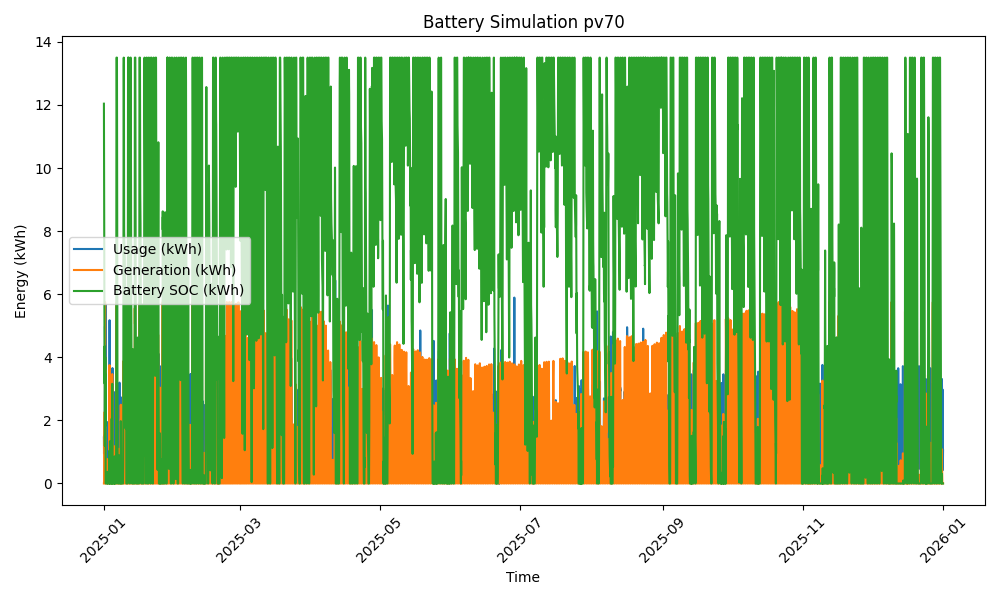 Battery Simulation pv70
Energy (kWh)
14
12
10
8
6
4
2
0
Usage (kWh)
Generation (kWh)
Battery SOC (kWh)
2025-01
2025-03
2025-05
2025-07
2025-09
2025-11
2026-01
Time